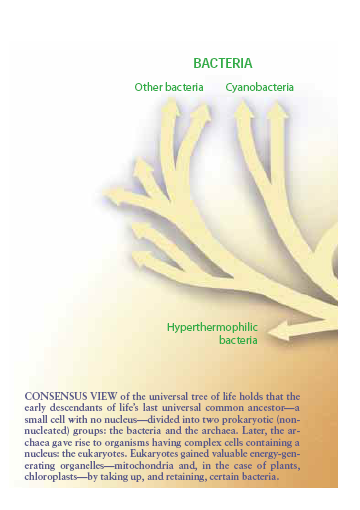 BACTERIA
Other bacteria Cyanobacteria
Hyperthermophilic
bacteria
CONSENSUS VIEW of the universal tree of life holds that the
early descendants of life's last universal common ancestor—a
small cell with no nucleus—divided into two prokaryotic (non-
nucleated) groups: the bacteria and the archaea. Later, the ar-
chaea gave rise to organisms having complex cells containing a
nucleus: the eukaryotes. Eukaryotes gained valuable energy-gen-
erating organelles—mitochondria and, in the case of plants,
chloroplasts—by taking up, and retaining, certain bacteria.